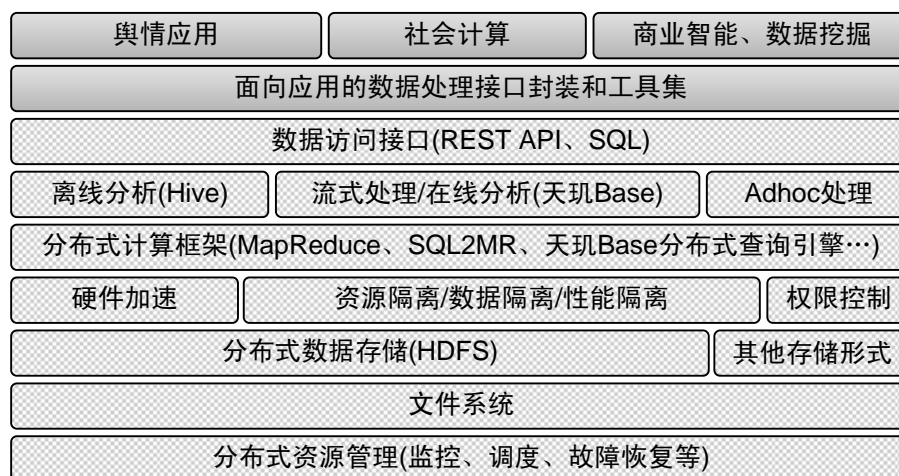 舆情应用 社会计算 商业智能、数据挖掘
面向应用的数据处理接口封装和工具集
数据访问接口(REST API、SQL)
离线分析(Hive) 流式处理/在线分析(天玑Base) Adhoc处理
分布式计算框架(MapReduce、SQL2MR、天玑Base分布式查询引擎…)
硬件加速 资源隔离/数据隔离/性能隔离 权限控制
分布式数据存储(HDFS) 其他存储形式
文件系统
分布式资源管理(监控、调度、故障恢复等)